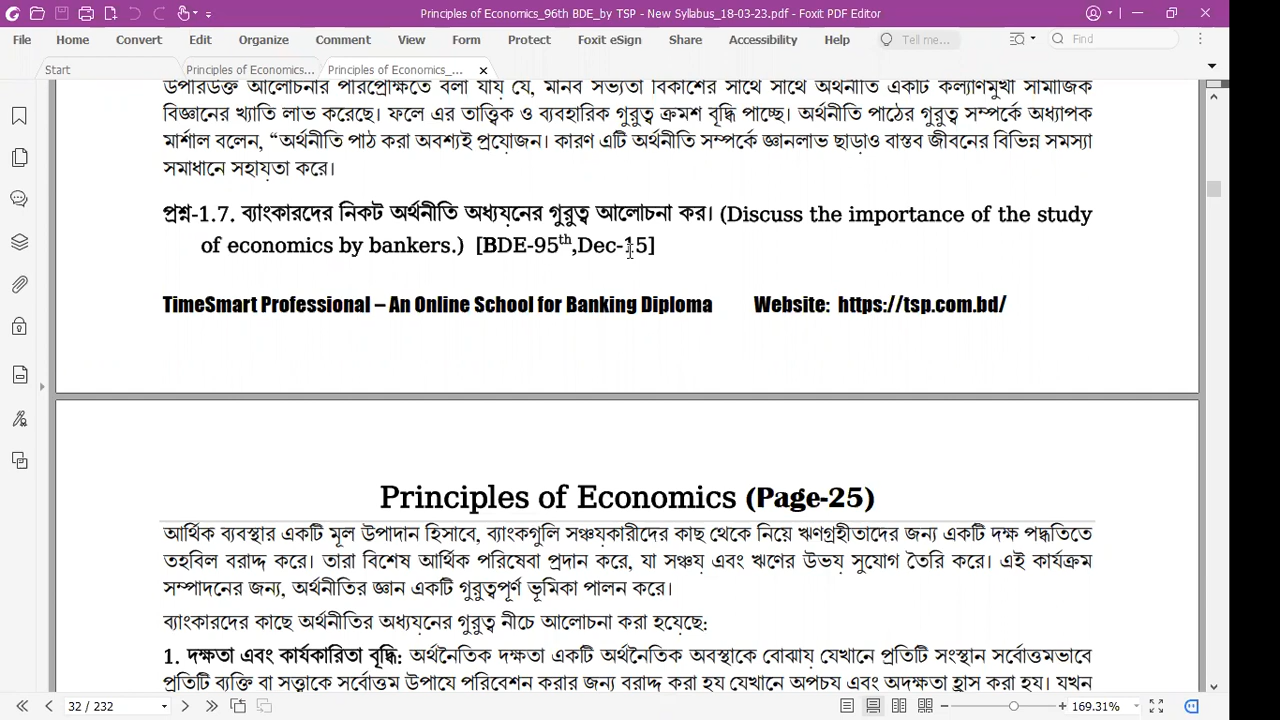 Principles of Economics_96th BDE_by TSP - New Syllabus_18-03-23.pdf - Foxit PDF Editor
File Home Convert Edit Organize Comment View Form Protect Foxit eSign Share Accessibility Help Tell me... Find
Start Principles of Economics... Principles of Economics_...
উপরিউক্ত আলোচনার পরিপ্রেক্ষিতে বলা যায় যে, মানব সভ্যতা বিকাশের সাথে সাথে অর্থনীতি একটি কল্যাণমুখী সামাজিক
বিজ্ঞানের খ্যাতি লাভ করেছে। ফলে এর তাত্ত্বিক ও ব্যবহারিক গুরুত্ব ক্রমশ বৃদ্ধি পাচ্ছে। অর্থনীতি পাঠের গুরুত্ব সম্পর্কে অধ্যাপক
মার্শাল বলেন, “অর্থনীতি পাঠ করা অবশ্যই প্রয়োজন। কারণ এটি অর্থনীতি সম্পর্কে জ্ঞানলাভ ছাড়াও বাস্তব জীবনের বিভিন্ন সমস্যা
সমাধানে সহায়তা করে।
প্রশ্ন-1.7. ব্যাংকারদের নিকট অর্থনীতি অধ্যয়নের গুরুত্ব আলোচনা কর। (Discuss the importance of the study
of economics by bankers.) [BDE-95th,Dec-15]
TimeSmart Professional – An Online School for Banking Diploma Website: https://tsp.com.bd/
Principles of Economics (Page-25)
আর্থিক ব্যবস্থার একটি মূল উপাদান হিসাবে, ব্যাংকগুলি সঞ্চয়কারীদের কাছ থেকে নিয়ে ঋণগ্রহীতাদের জন্য একটি দক্ষ পদ্ধতিতে
তহবিল বরাদ্দ করে। তারা বিশেষ আর্থিক পরিষেবা প্রদান করে, যা সঞ্চয় এবং ঋণের উভয় সুযোগ তৈরি করে। এই কার্যক্রম
সম্পাদনের জন্য, অর্থনীতির জ্ঞান একটি গুরুত্বপূর্ণ ভূমিকা পালন করে।
ব্যাংকারদের কাছে অর্থনীতির অধ্যয়নের গুরুত্ব নীচে আলোচনা করা হয়েছে:
1. দক্ষতা এবং কার্যকারিতা বৃদ্ধি: অর্থনৈতিক দক্ষতা একটি অর্থনৈতিক অবস্থাকে বোঝায় যেখানে প্রতিটি সংস্থান সর্বোত্তমভাবে
প্রতিটি ব্যক্তি বা সত্ত্বাকে সর্বোত্তম উপায়ে পরিবেশন করার জন্য বরাদ্দ করা হয় যেখানে অপচয় এবং অদক্ষতা হ্রাস করা হয়। যখন
32 / 232 169.31%